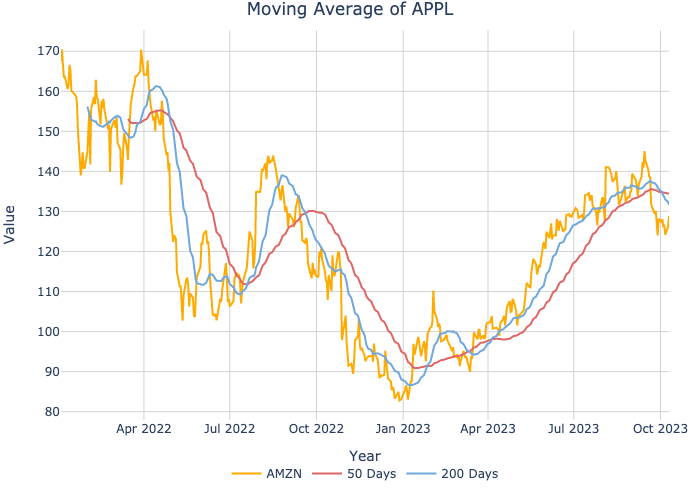 Moving Average of APPL
170
160
150
140
130
120
110
100
90
80
Value
Apr 2022
Jul 2022
Oct 2022
Jan 2023
Apr 2023
Jul 2023
Oct 2023
Year
AMZN
50 Days
200 Days